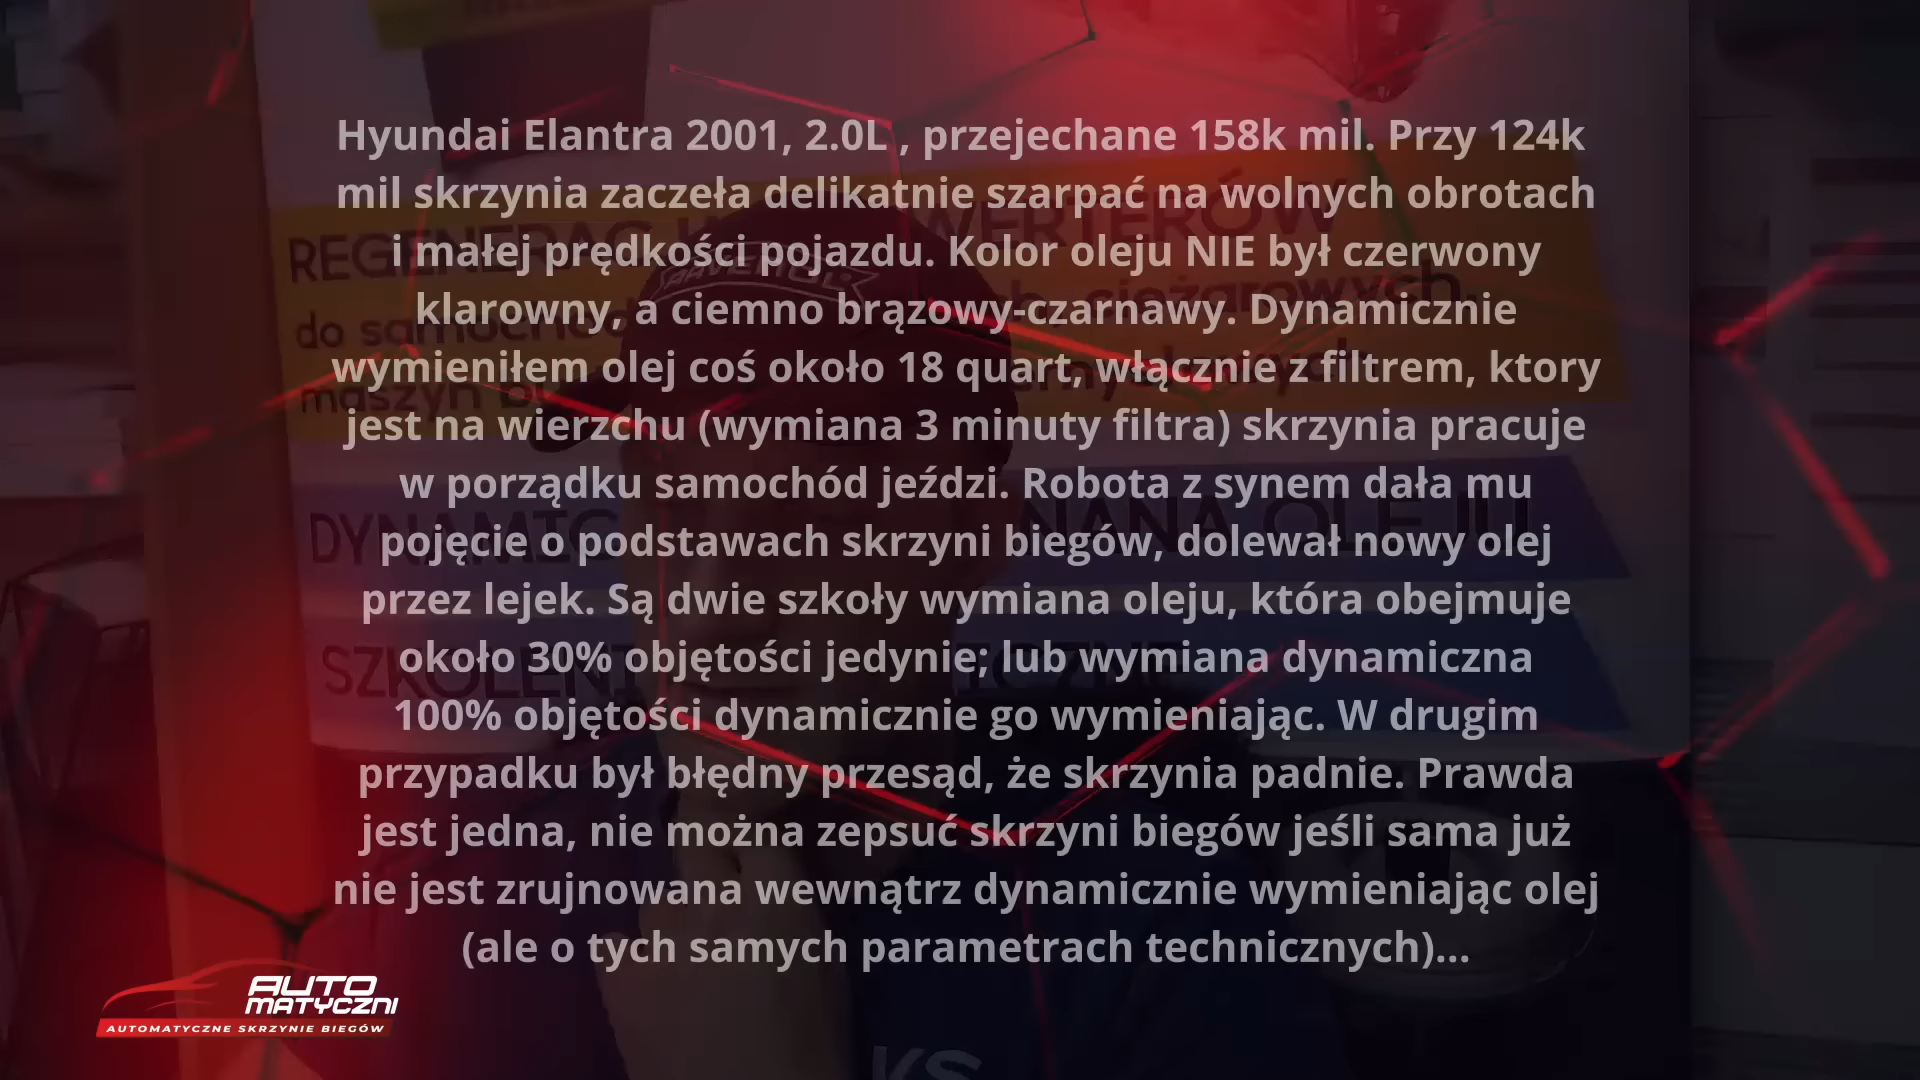 Hyundai Elantra 2001, 2.0L , przejechane 158k mil. Przy 124k
mil skrzynia zaczeła delikatnie szarpać na wolnych obrotach
i małej prędkości pojazdu. Kolor oleju NIE był czerwony
klarowny, a ciemno brązowy-czarnawy. Dynamicznie
wymieniłem olej coś około 18 quart, włącznie z filtrem, ktory
jest na wierzchu (wymiana 3 minuty filtra) skrzynia pracuje
w porządku samochód jeździ. Robota z synem dała mu
pojęcie o podstawach skrzyni biegów, dolewał nowy olej
przez lejek. Są dwie szkoły wymiana oleju, która obejmuje
około 30% objętości jedynie; lub wymiana dynamiczna
100% objętości dynamicznie go wymieniając. W drugim
przypadku był błędny przesąd, że skrzynia padnie. Prawda
jest jedna, nie można zepsuć skrzyni biegów jeśli sama już
nie jest zrujnowana wewnątrz dynamicznie wymieniając olej
(ale o tych samych parametrach technicznych)...
AUTO
MATYCZNI
AUTOMATYCZNE SKRZYNIE BIEGÓW